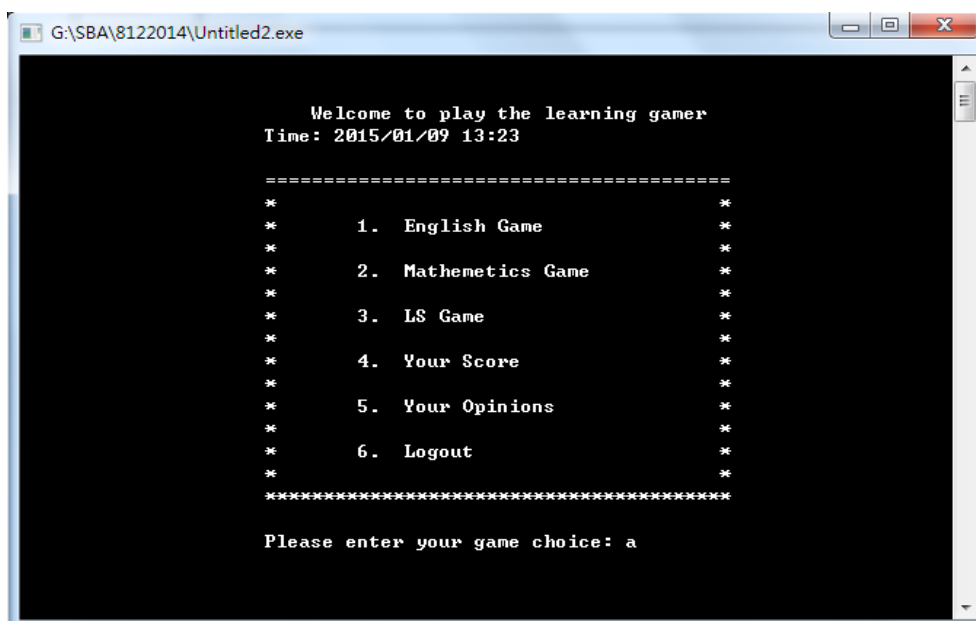 G:\SBA\8122014\Untitled2.exe
Welcome to play the learning gamer
Time: 2015/01/09 13:23
========================================
* *
* 1. English Game *
* *
* 2. Mathemetics Game *
* *
* 3. LS Game *
* *
* 4. Your Score *
* *
* 5. Your Opinions *
* *
* 6. Logout *
* *
****************************************
Please enter your game choice: a